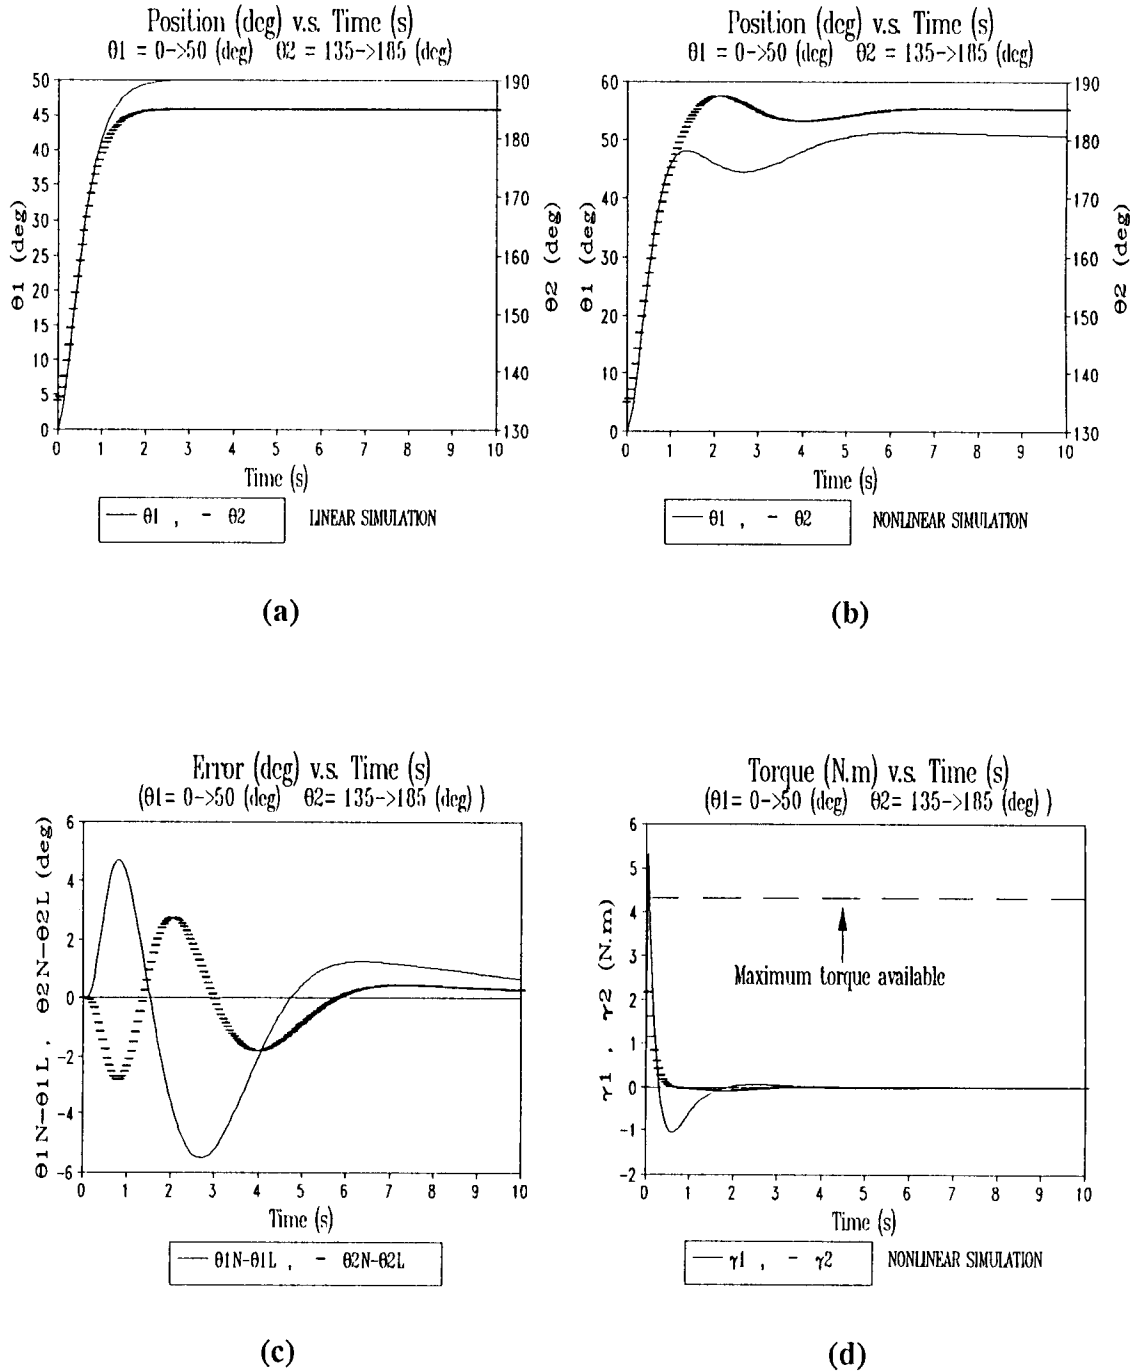 Position (deg) v.s. Time (s)
θ1 = 0->50 (deg) θ2 = 135->185 (deg)
50
45
40
35
30
25
20
15
10
5
0
θ1 (deg)
190
180
170
160
150
140
130
θ2 (deg)
0 1 2 3 4 5 6 7 8 9 10
Time (s)
θ1 , - θ2 LINEAR SIMULATION
(a)
Position (deg) v.s. Time (s)
θ1 = 0->50 (deg) θ2 = 135->185 (deg)
60
50
40
30
20
10
0
θ1 (deg)
190
180
170
160
150
140
130
θ2 (deg)
0 1 2 3 4 5 6 7 8 9 10
Time (s)
θ1 , - θ2 NONLINEAR SIMULATION
(b)
Error (deg) v.s. Time (s)
(θ1= 0->50 (deg) θ2= 135->185 (deg) )
6
4
2
0
-2
-4
-6
θ1N-θ1L , θ2N-θ2L (deg)
0 1 2 3 4 5 6 7 8 9 10
Time (s)
θ1N-θ1L , - θ2N-θ2L
(c)
Torque (N.m) v.s. Time (s)
(θ1= 0->50 (deg) θ2= 135->185 (deg) )
6
5
4
3
2
1
0
-1
-2
γ1 , γ2 (N.m)
Maximum torque available
0 1 2 3 4 5 6 7 8 9 10
Time (s)
γ1 , - γ2 NONLINEAR SIMULATION
(d)